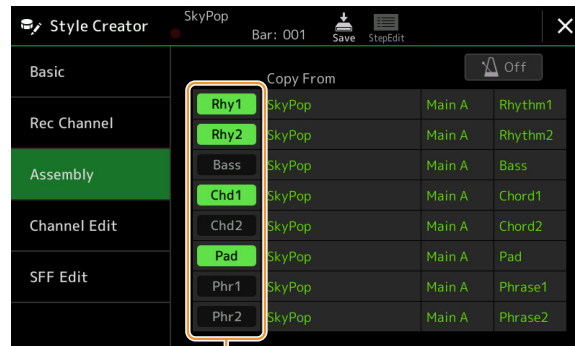 Style Creator
SkyPop
Bar: 001
Save
StepEdit
Basic
Rec Channel
Assembly
Channel Edit
SFF Edit
Copy From
Off
Rhy1 SkyPop Main A Rhythm1
Rhy2 SkyPop Main A Rhythm2
Bass SkyPop Main A Bass
Chd1 SkyPop Main A Chord1
Chd2 SkyPop Main A Chord2
Pad SkyPop Main A Pad
Phr1 SkyPop Main A Phrase1
Phr2 SkyPop Main A Phrase2